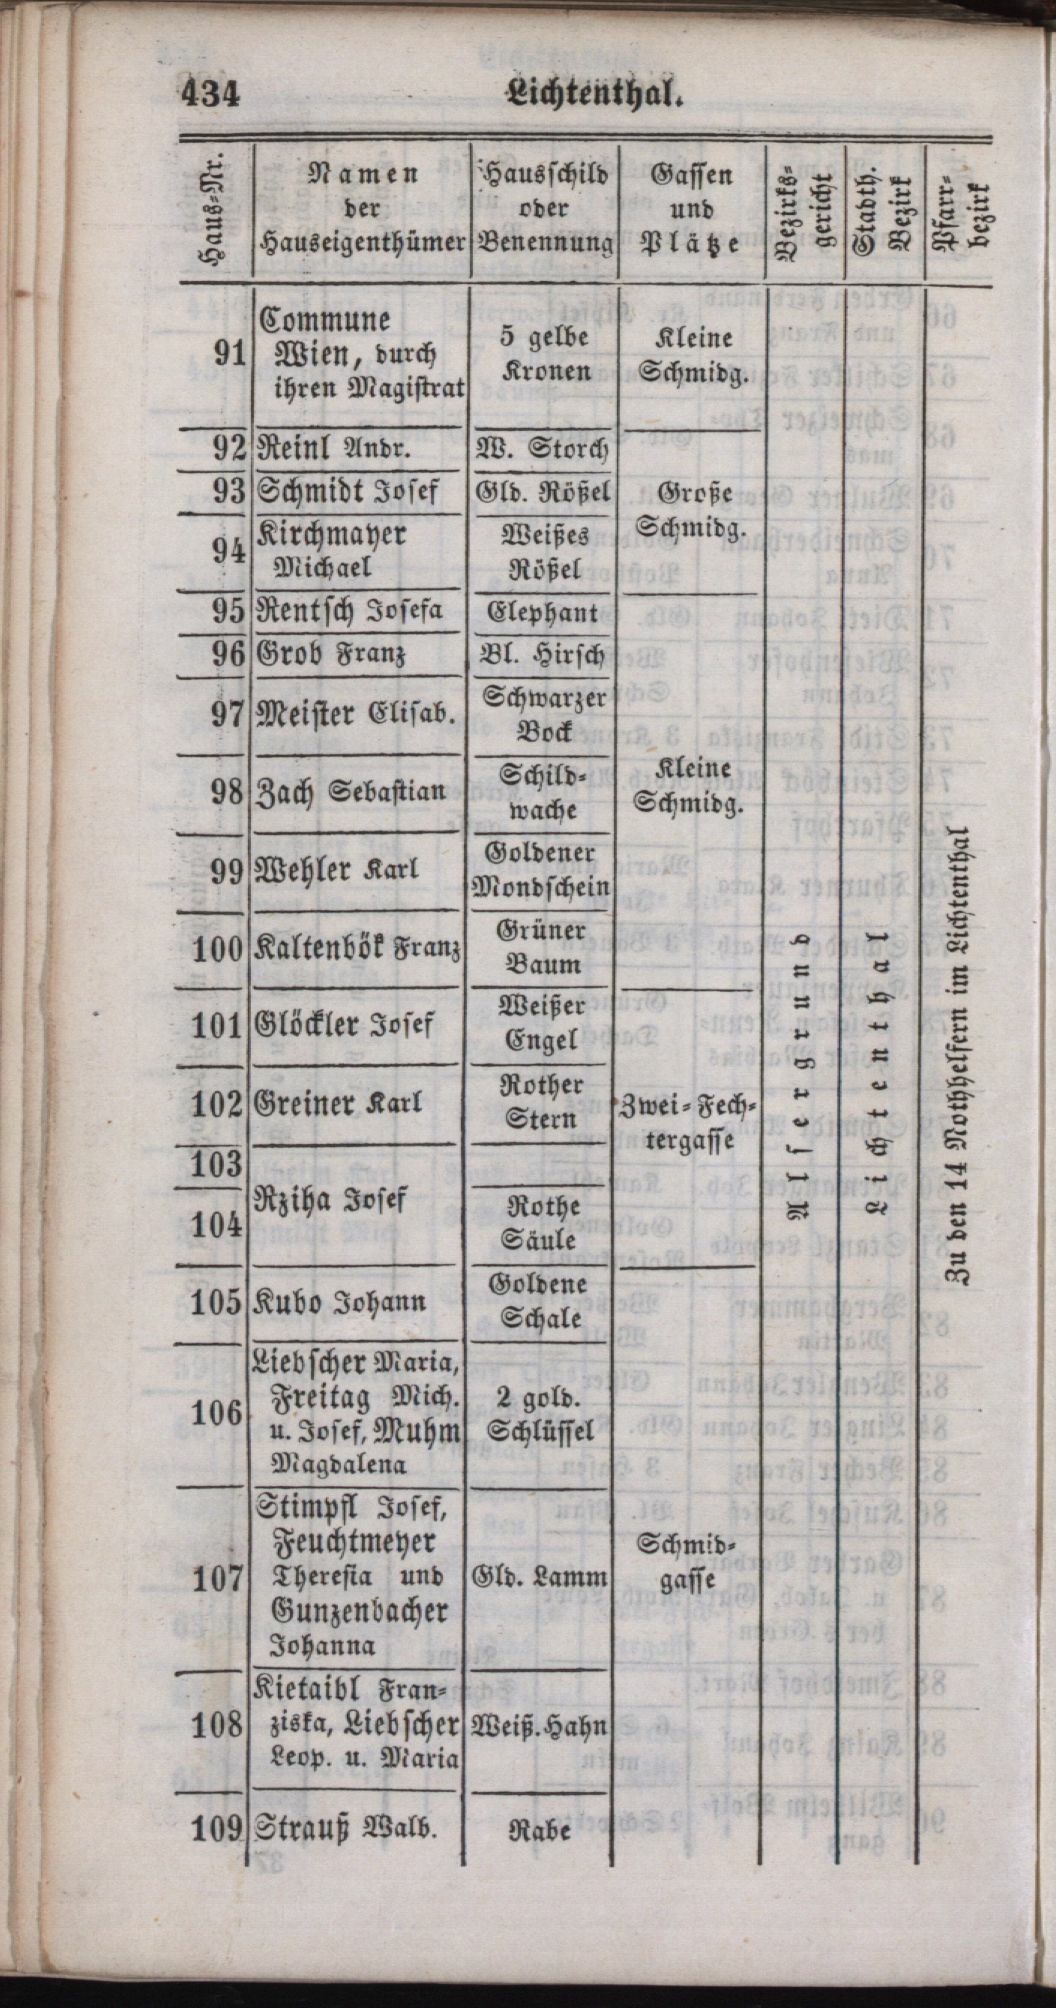 434 Lichtenthal.
Haus-Nr. | Namen der Hauseigenthümer | Hausschild oder Benennung | Gassen und Plätze | Bezirksgericht | Stadth. Bezirk | Pfarrbezirk
91 | Commune
Wien, durch
ihren Magistrat | 5 gelbe
Kronen | Kleine
Schmidg.
92 | Reinl Andr. | W. Storch
93 | Schmidt Josef | Gld. Rößel | Große
Schmidg.
94 | Kirchmayer
Michael | Weißes
Rößel
95 | Rentsch Josefa | Elephant
96 | Grob Franz | Bl. Hirsch
97 | Meister Elisab. | Schwarzer
Bock
98 | Zach Sebastian | Schild-
wache | Kleine
Schmidg.
99 | Wehler Karl | Goldener
Mondschein
100 | Kaltenbök Franz | Grüner
Baum
101 | Glöckler Josef | Weißer
Engel
102 | Greiner Karl | Rother
Stern | Zwei-Fech-
tergasse
103
104 | Rziha Josef | Rothe
Säule
105 | Kubo Johann | Goldene
Schale
106 | Liebscher Maria,
Freitag Mich.
u. Josef, Muhm
Magdalena | 2 gold.
Schlüssel
107 | Stimpfl Josef,
Feuchtmeyer
Theresia und
Gunzenbacher
Johanna | Gld. Lamm | Schmid-
gasse
108 | Kietaibl Fran-
ziska, Liebscher
Leop. u. Maria | Weiß. Hahn
109 | Strauß Walb. | Rabe
Alsergrund
Lichtenthal
Zu den 14 Nothhelfern im Lichtenthal